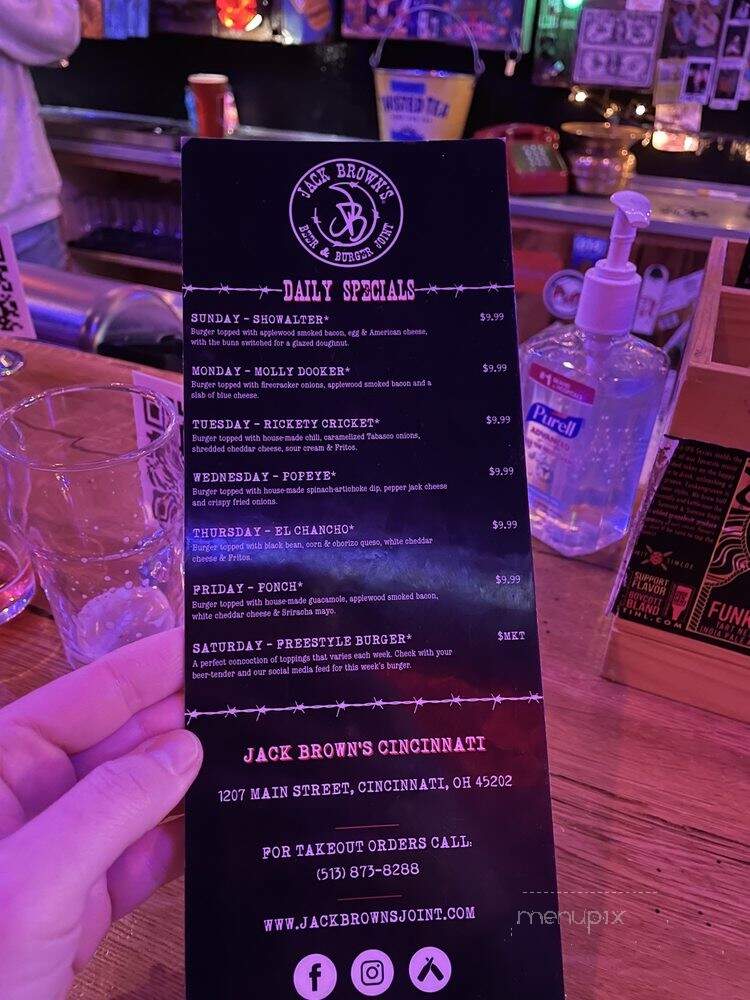 TWISTED TEA
JACK BROWN'S
JB
BEER & BURGER JOINT
DAILY SPECIALS
SUNDAY - SHOWALTER* $9.99
Burger topped with applewood smoked bacon, egg & American cheese,
with the buns switched for a glazed doughnut.
MONDAY - MOLLY DOOKER* $9.99
Burger topped with firecracker onions, applewood smoked bacon and a
slab of blue cheese.
TUESDAY - RICKETY CRICKET* $9.99
Burger topped with house-made chili, caramelized Tabasco onions,
shredded cheddar cheese, sour cream & Fritos.
WEDNESDAY - POPEYE* $9.99
Burger topped with house-made spinach-artichoke dip, pepper jack cheese
and crispy fried onions.
THURSDAY - EL CHANCHO* $9.99
Burger topped with black bean, corn & chorizo queso, white cheddar
cheese & Fritos.
FRIDAY - PONCH* $9.99
Burger topped with house-made guacamole, applewood smoked bacon,
white cheddar cheese & Sriracha mayo.
SATURDAY - FREESTYLE BURGER* $MKT
A perfect concoction of toppings that varies each week. Check with your
beer-tender and our social media feed for this week's burger.
JACK BROWN'S CINCINNATI
1207 MAIN STREET, CINCINNATI, OH 45202
FOR TAKEOUT ORDERS CALL:
(513) 873-8288
WWW.JACKBROWNSJOINT.COM
Purell
ADVANCED
SUPPORT
FLAVOR
BOYCOTT
BLAND
FUNK
INDIA
menupix